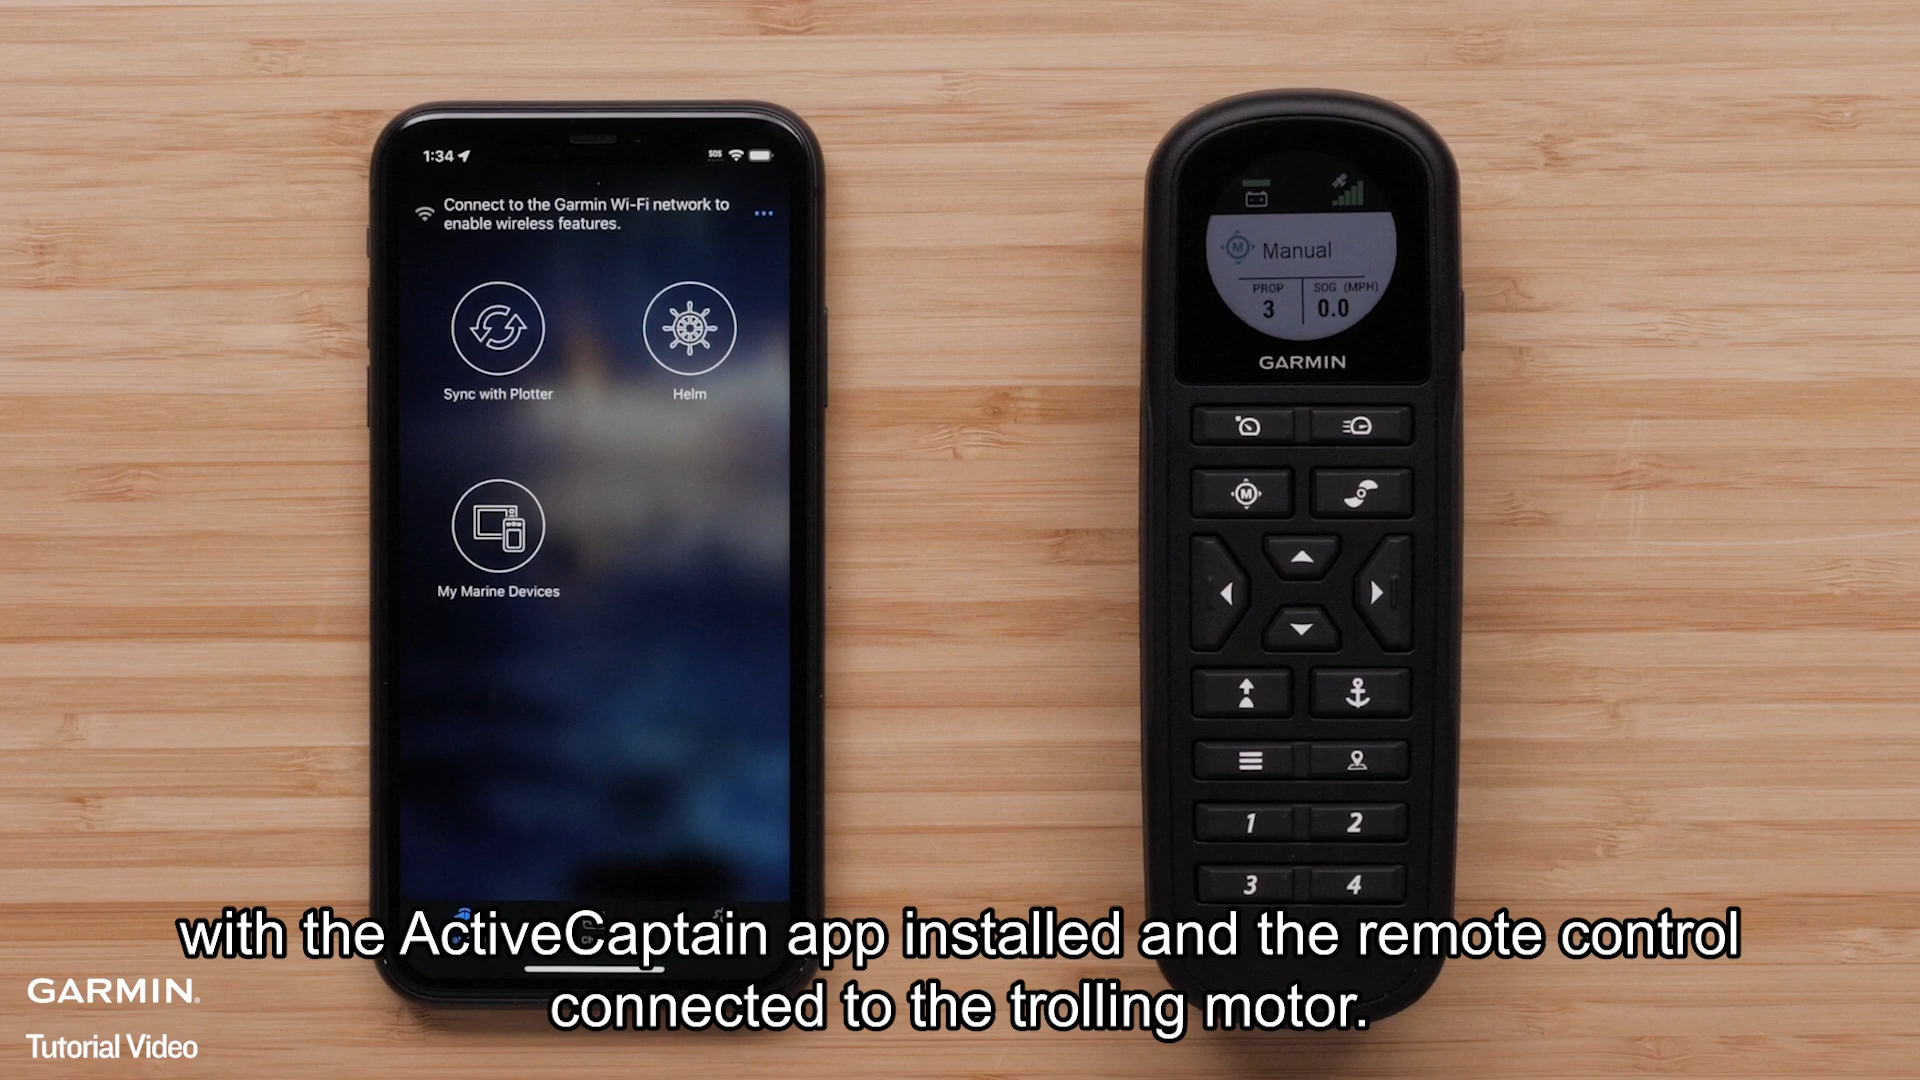 1:34
SOS
Connect to the Garmin Wi-Fi network to
enable wireless features.
Sync with Plotter
Helm
My Marine Devices
M Manual
PROP
3
SOG (MPH)
0.0
GARMIN
M
1
2
3
4
with the ActiveCaptain app installed and the remote control
connected to the trolling motor.
GARMIN
Tutorial Video